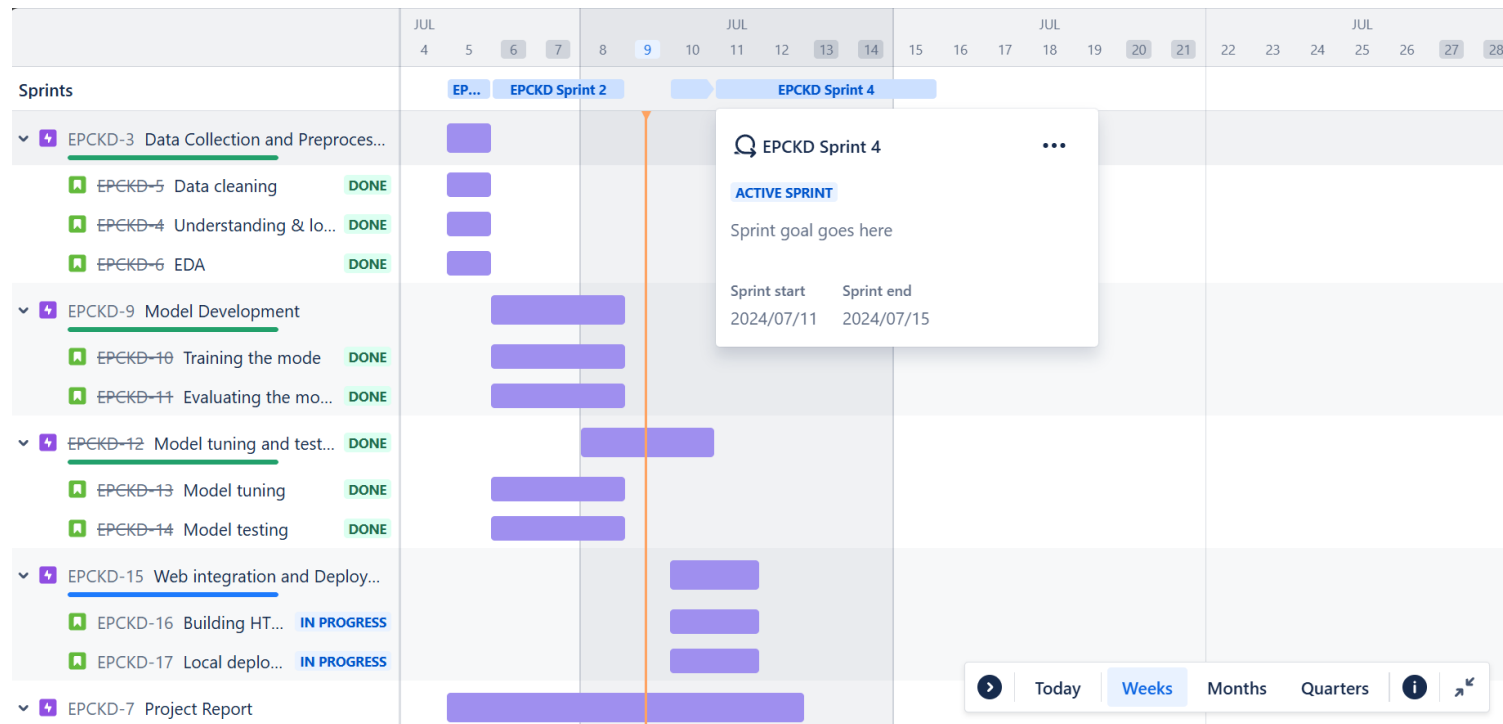 JUL JUL JUL JUL
4 5 6 7 8 9 10 11 12 13 14 15 16 17 18 19 20 21 22 23 24 25 26 27 28
Sprints
EP... EPCKD Sprint 2 EPCKD Sprint 4
EPCKD-3 Data Collection and Preproces...
EPCKD Sprint 4
ACTIVE SPRINT
Sprint goal goes here
Sprint start Sprint end
2024/07/11 2024/07/15
EPCKD-5 Data cleaning DONE
EPCKD-4 Understanding & lo... DONE
EPCKD-6 EDA DONE
EPCKD-9 Model Development
EPCKD-10 Training the mode DONE
EPCKD-11 Evaluating the mo... DONE
EPCKD-12 Model tuning and test... DONE
EPCKD-13 Model tuning DONE
EPCKD-14 Model testing DONE
EPCKD-15 Web integration and Deploy...
EPCKD-16 Building HT... IN PROGRESS
EPCKD-17 Local deplo... IN PROGRESS
EPCKD-7 Project Report
Today Weeks Months Quarters